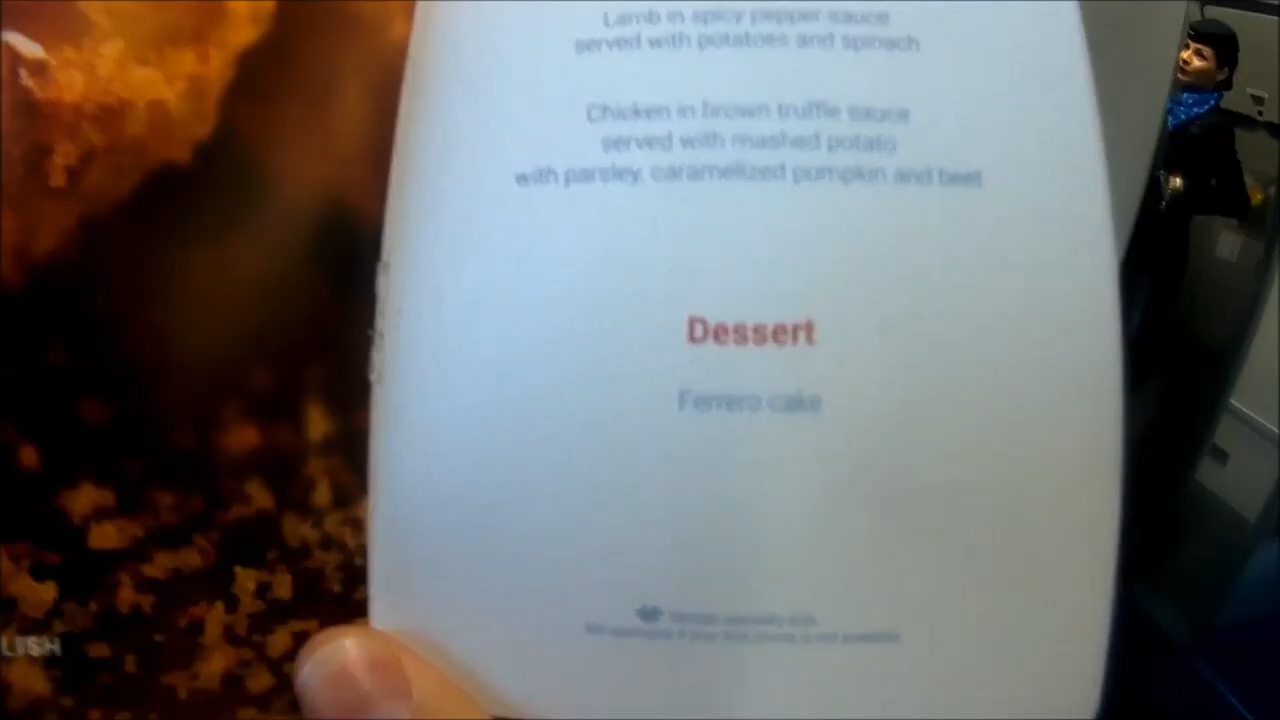 Lamb in spicy pepper sauce
served with potatoes and spinach
Chicken in brown truffle sauce
served with mashed potato
with parsley, caramelized pumpkin and beet
Dessert
Ferrero cake
LISH